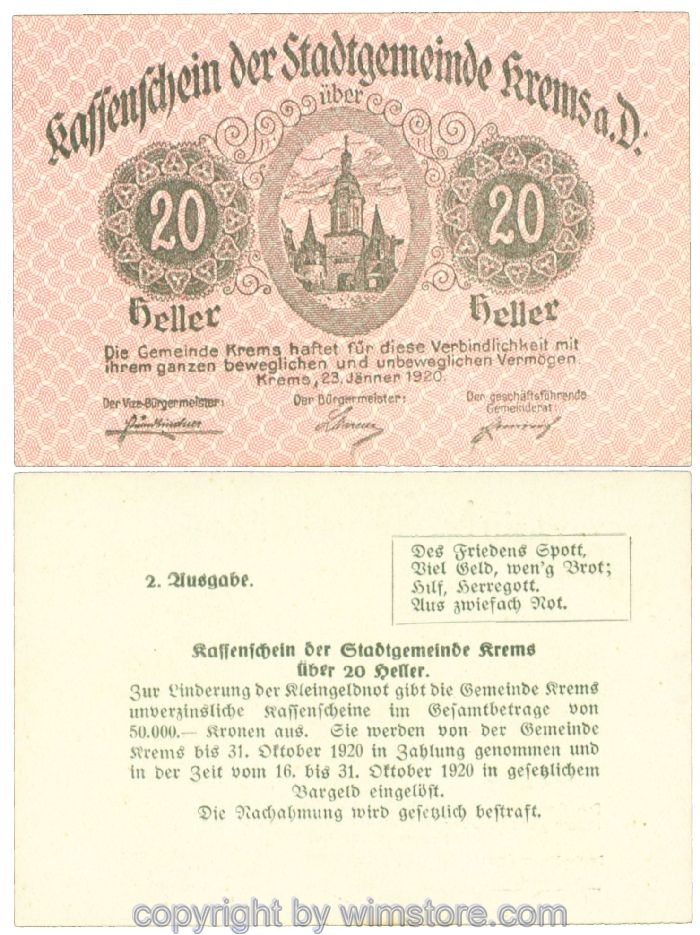 Kassenschein der Stadtgemeinde Krems a.D:
über
20
20
Heller
Heller
Die Gemeinde Krems haftet für diese Verbindlichkeit mit
ihrem ganzen beweglichen und unbeweglichen Vermögen.
Krems, 23. Jänner 1920.
Der Vize-Bürgermeister:
Der Bürgermeister:
Der geschäftsführende
Gemeinderat:
2. Ausgabe.
Des Friedens Spott,
Viel Geld, wen'g Brot;
Hilf, Herregott.
Aus zwiefach Not.
Kassenschein der Stadtgemeinde Krems
über 20 Heller.
Zur Linderung der Kleingeldnot gibt die Gemeinde Krems
unverzinsliche Kassenscheine im Gesamtbetrage von
50.000.— Kronen aus. Sie werden von der Gemeinde
Krems bis 31. Oktober 1920 in Zahlung genommen und
in der Zeit vom 16. bis 31. Oktober 1920 in gesetzlichem
Bargeld eingelöst.
Die Nachahmung wird gesetzlich bestraft.
copyright by wimstore.com